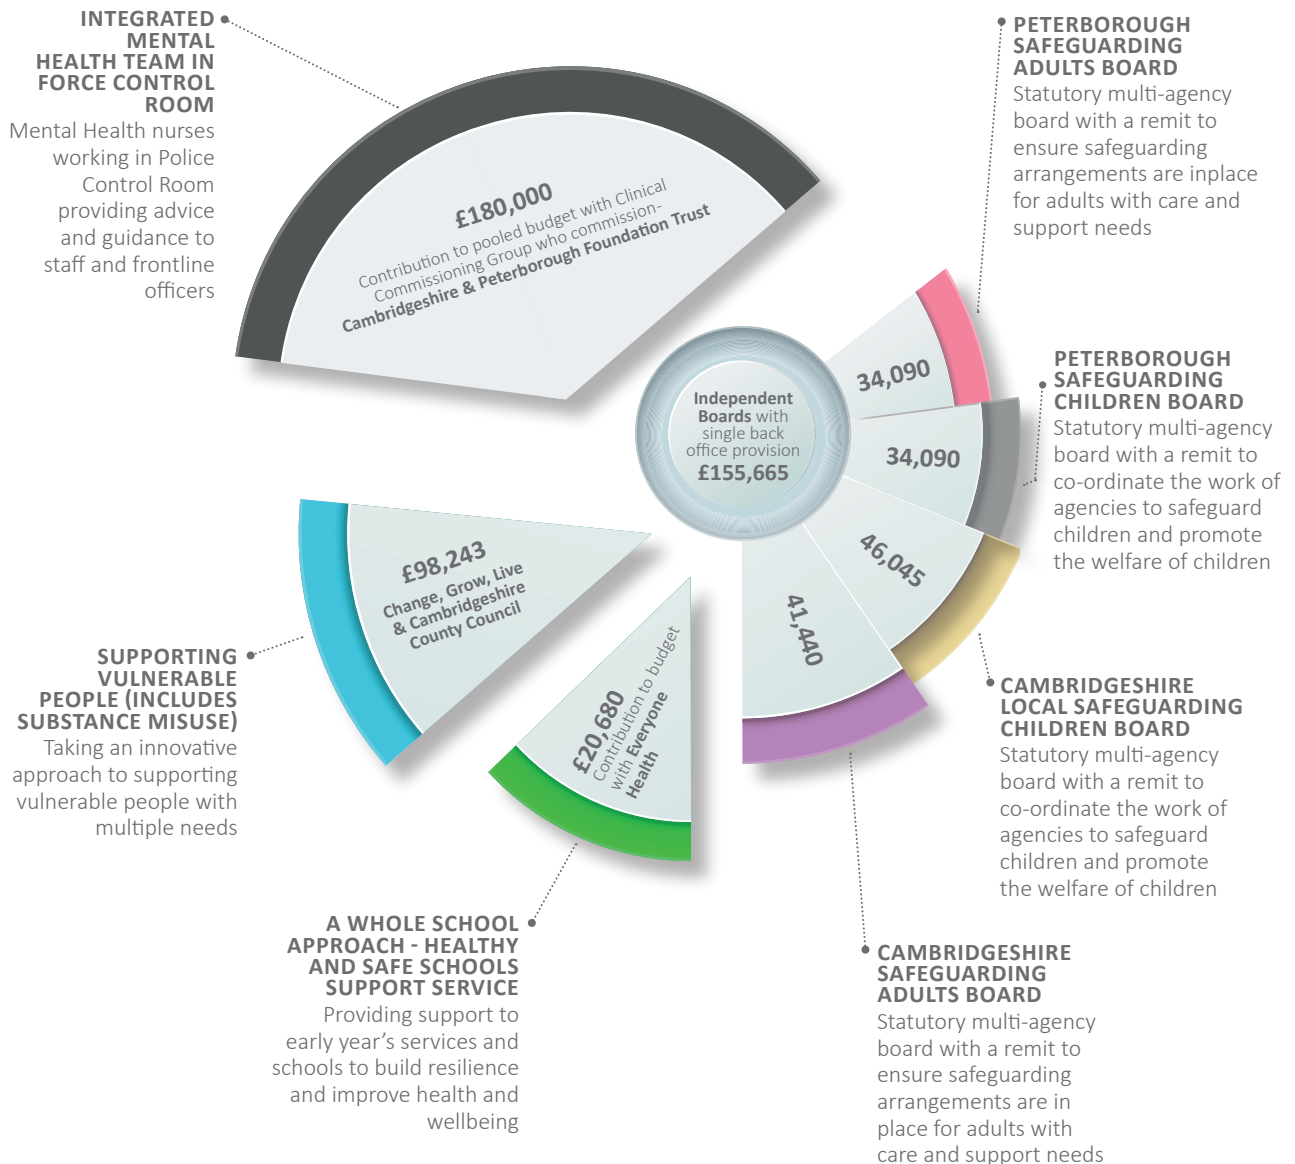 INTEGRATED
MENTAL
HEALTH TEAM IN
FORCE CONTROL
ROOM
Mental Health nurses
working in Police
Control Room
providing advice
and guidance to
staff and frontline
officers
£180,000
Contribution to pooled budget with Clinical
Commissioning Group who commission-
Cambridgeshire & Peterborough Foundation Trust
PETERBOROUGH
SAFEGUARDING
ADULTS BOARD
Statutory multi-agency
board with a remit to
ensure safeguarding
arrangements are inplace
for adults with care and
support needs
34,090
PETERBOROUGH
SAFEGUARDING
CHILDREN BOARD
Statutory multi-agency
board with a remit to
co-ordinate the work of
agencies to safeguard
children and promote
the welfare of children
34,090
Independent
Boards with
single back
office provision
£155,665
46,045
41,440
CAMBRIDGESHIRE
LOCAL SAFEGUARDING
CHILDREN BOARD
Statutory multi-agency
board with a remit to
co-ordinate the work of
agencies to safeguard
children and promote
the welfare of children
CAMBRIDGESHIRE
SAFEGUARDING
ADULTS BOARD
Statutory multi-agency
board with a remit to
ensure safeguarding
arrangements are in
place for adults with
care and support needs
£98,243
Change, Grow, Live
& Cambridgeshire
County Council
SUPPORTING
VULNERABLE
PEOPLE (INCLUDES
SUBSTANCE MISUSE)
Taking an innovative
approach to supporting
vulnerable people with
multiple needs
£20,680
Contribution to budget
with Everyone
Health
A WHOLE SCHOOL
APPROACH - HEALTHY
AND SAFE SCHOOLS
SUPPORT SERVICE
Providing support to
early year’s services and
schools to build resilience
and improve health and
wellbeing